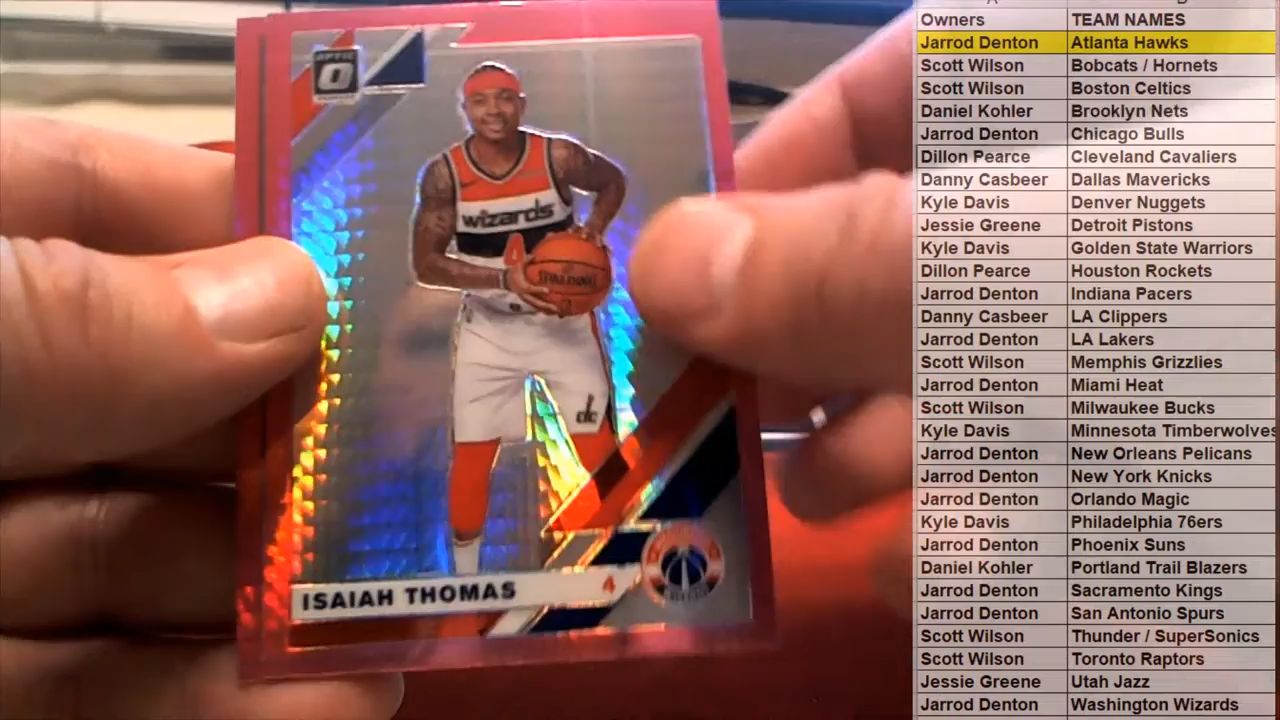 OPTIC
wizards
4
SPALDING
dc
ISAIAH THOMAS 4
Owners TEAM NAMES
Jarrod Denton Atlanta Hawks
Scott Wilson Bobcats / Hornets
Scott Wilson Boston Celtics
Daniel Kohler Brooklyn Nets
Jarrod Denton Chicago Bulls
Dillon Pearce Cleveland Cavaliers
Danny Casbeer Dallas Mavericks
Kyle Davis Denver Nuggets
Jessie Greene Detroit Pistons
Kyle Davis Golden State Warriors
Dillon Pearce Houston Rockets
Jarrod Denton Indiana Pacers
Danny Casbeer LA Clippers
Jarrod Denton LA Lakers
Scott Wilson Memphis Grizzlies
Jarrod Denton Miami Heat
Scott Wilson Milwaukee Bucks
Kyle Davis Minnesota Timberwolves
Jarrod Denton New Orleans Pelicans
Jarrod Denton New York Knicks
Jarrod Denton Orlando Magic
Kyle Davis Philadelphia 76ers
Jarrod Denton Phoenix Suns
Daniel Kohler Portland Trail Blazers
Jarrod Denton Sacramento Kings
Jarrod Denton San Antonio Spurs
Scott Wilson Thunder / SuperSonics
Scott Wilson Toronto Raptors
Jessie Greene Utah Jazz
Jarrod Denton Washington Wizards